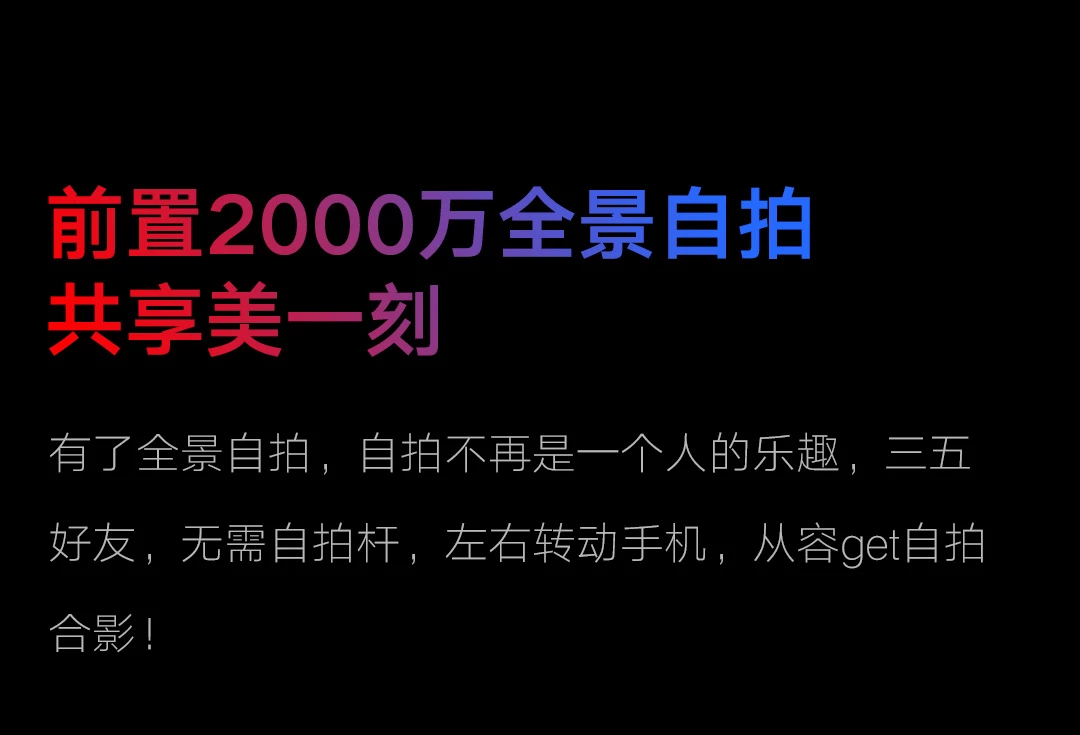 前置2000万全景自拍
共享美一刻
有了全景自拍，自拍不再是一个人的乐趣，三五
好友，无需自拍杆，左右转动手机，从容get自拍
合影！